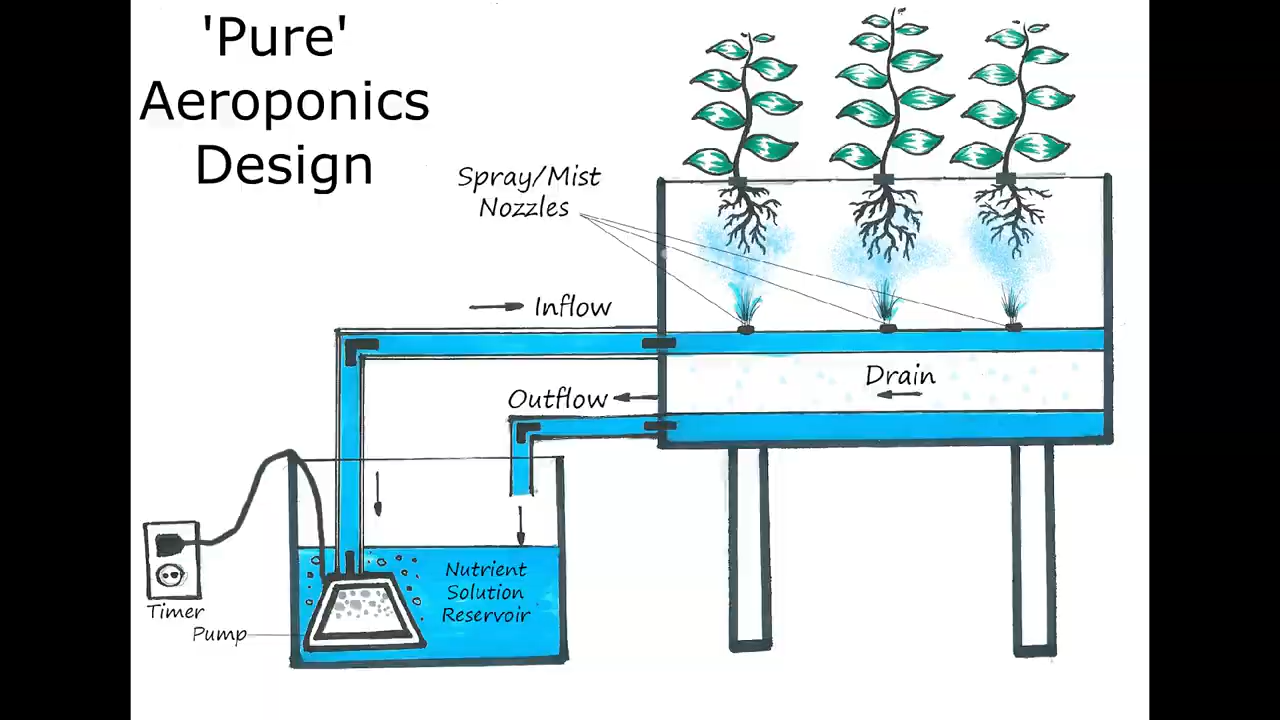 'Pure'
Aeroponics
Design
Spray/Mist
Nozzles
Inflow
Drain
Outflow
Nutrient
Solution
Reservoir
Timer
Pump